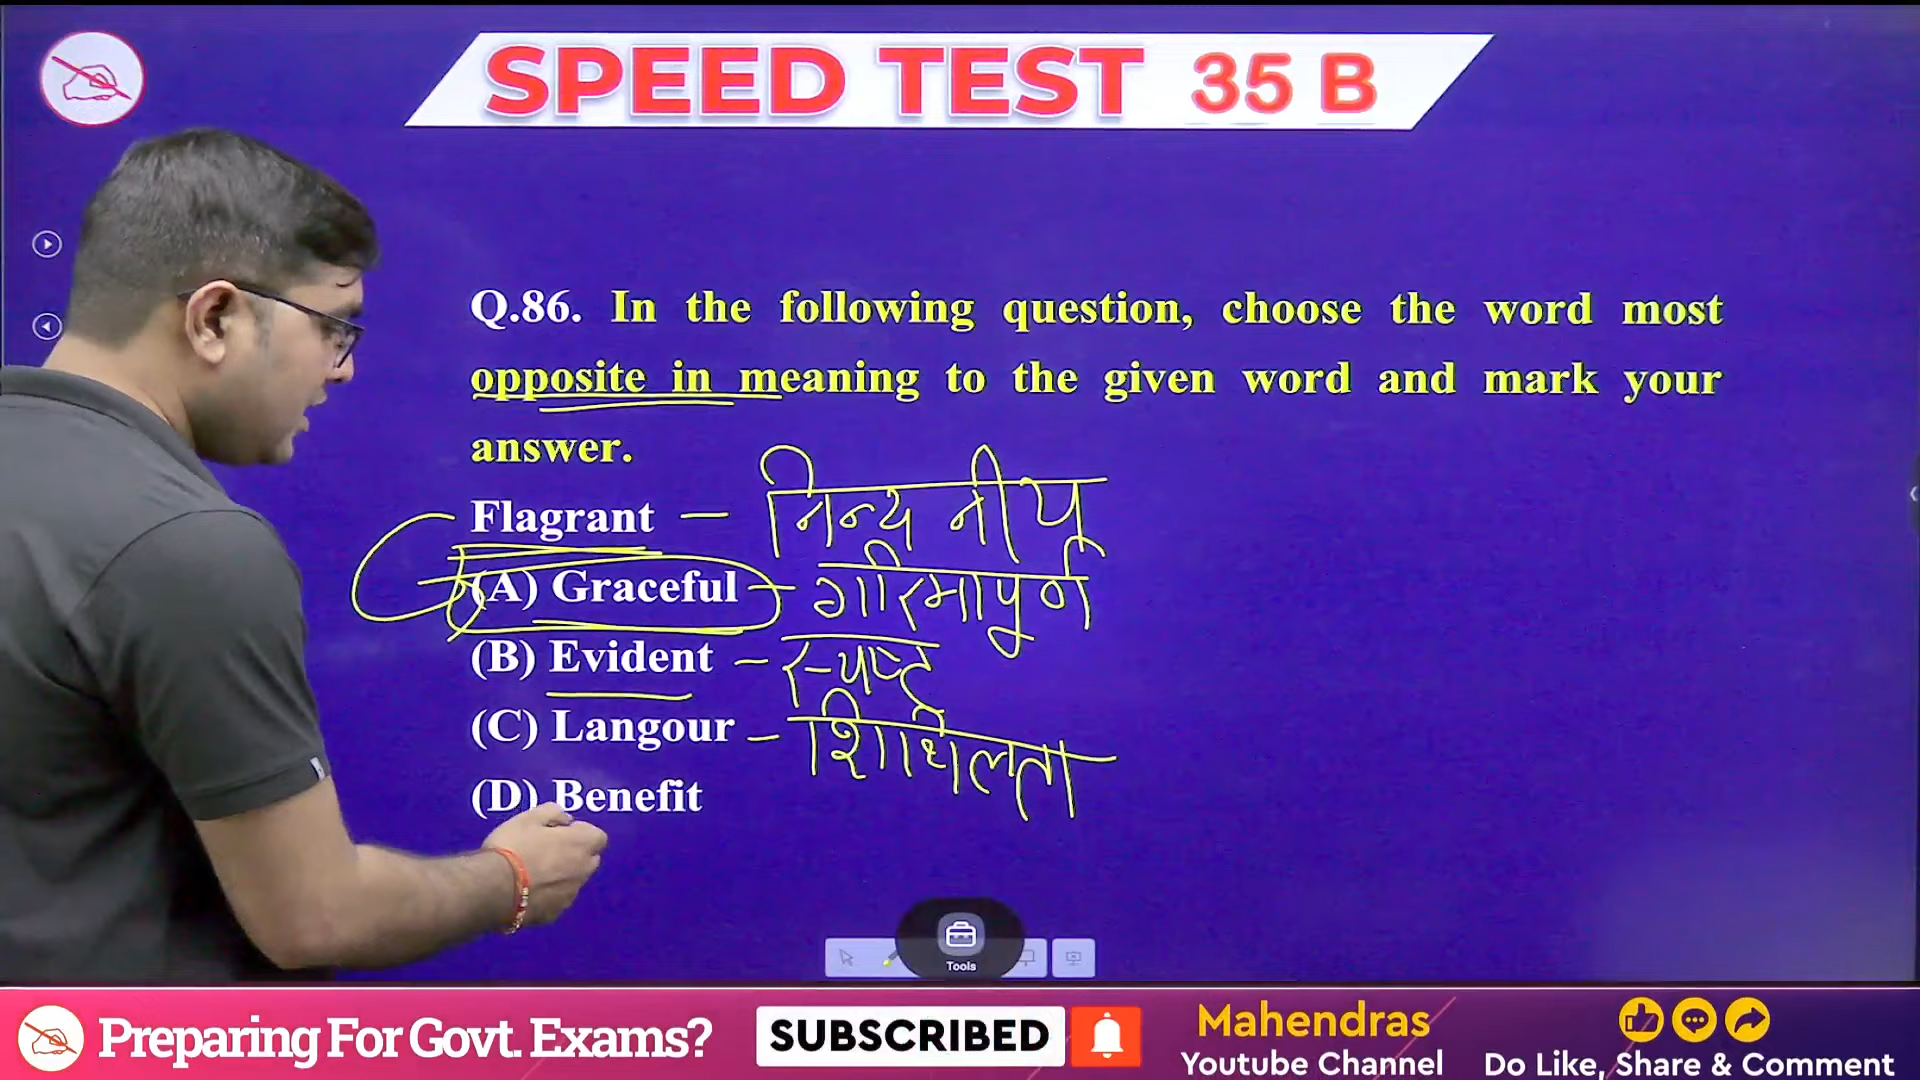 SPEED TEST 35 B
Q.86. In the following question, choose the word most
opposite in meaning to the given word and mark your
answer.
Flagrant – निन्दनीय
(A) Graceful – गरिमापूर्ण
(B) Evident – स्पष्ट
(C) Langour – शिथिलता
(D) Benefit
Tools
Preparing For Govt. Exams?
SUBSCRIBED
Mahendras
Youtube Channel
Do Like, Share & Comment